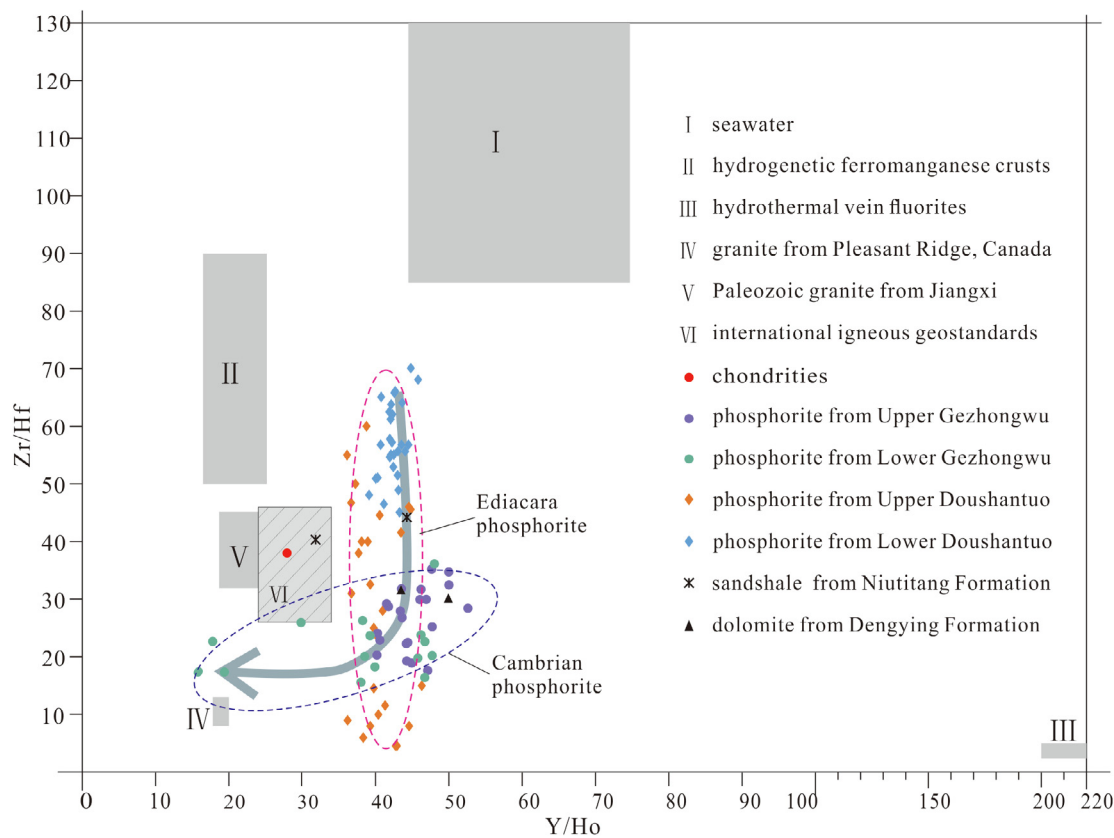 130
120
110
100
90
80
70
60
50
40
30
20
10
Zr/Hf
0 10 20 30 40 50 60 70 80 90 100 150 200 220
Y/Ho
I
II
V
VI
IV
III
Ediacara
phosphorite
Cambrian
phosphorite
I seawater
II hydrogenetic ferromanganese crusts
III hydrothermal vein fluorites
IV granite from Pleasant Ridge, Canada
V Paleozoic granite from Jiangxi
VI international igneous geostandards
chondrities
phosphorite from Upper Gezhongwu
phosphorite from Lower Gezhongwu
phosphorite from Upper Doushantuo
phosphorite from Lower Doushantuo
sandshale from Niutitang Formation
dolomite from Dengying Formation